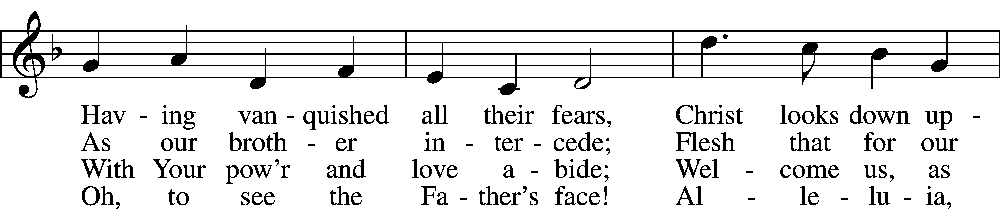 Hav - ing van - quished all their fears, Christ looks down up -
As our broth - er in - ter - cede; Flesh that for our
With Your pow'r and love a - bide; Wel - come us, as
Oh, to see the Fa - ther's face! Al - le - lu - ia,